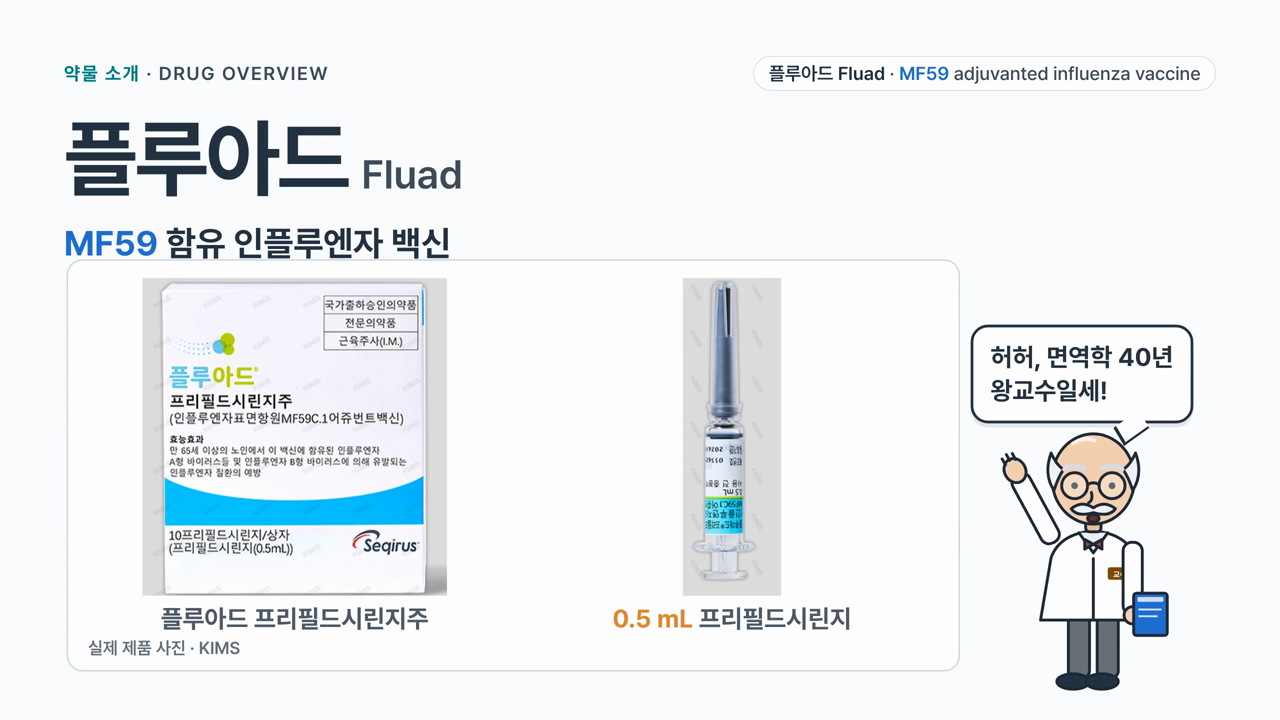 약물 소개 · DRUG OVERVIEW
플루아드 Fluad · MF59 adjuvanted influenza vaccine
플루아드 Fluad
MF59 함유 인플루엔자 백신
국가출하승인의약품
전문의약품
근육주사(I.M.)
플루아드
프리필드시린지주
(인플루엔자표면항원MF59C.1어쥬번트백신)
효능효과
만 65세 이상의 노인에서 이 백신에 함유된 인플루엔자
A형 바이러스들 및 인플루엔자 B형 바이러스에 의해 유발되는
인플루엔자 질환의 예방
10프리필드시린지/상자
(프리필드시린지(0.5mL))
Seqirus
플루아드 프리필드시린지주
0.5 mL 프리필드시린지
실제 제품 사진 · KIMS
허허, 면역학 40년
왕교수일세!